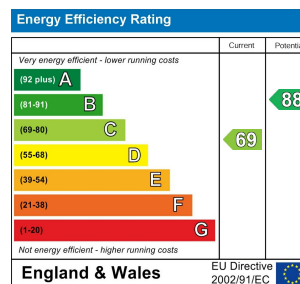 Energy Efficiency Rating
Current
Very energy efficient - lower running costs
(92 plus) A
(81-91) B
88
(69-80) C
69
(55-68) D
(39-54) E
(21-38) F
(1-20) G
Not energy efficient - higher running costs
England & Wales
EU Directive
2002/91/EC